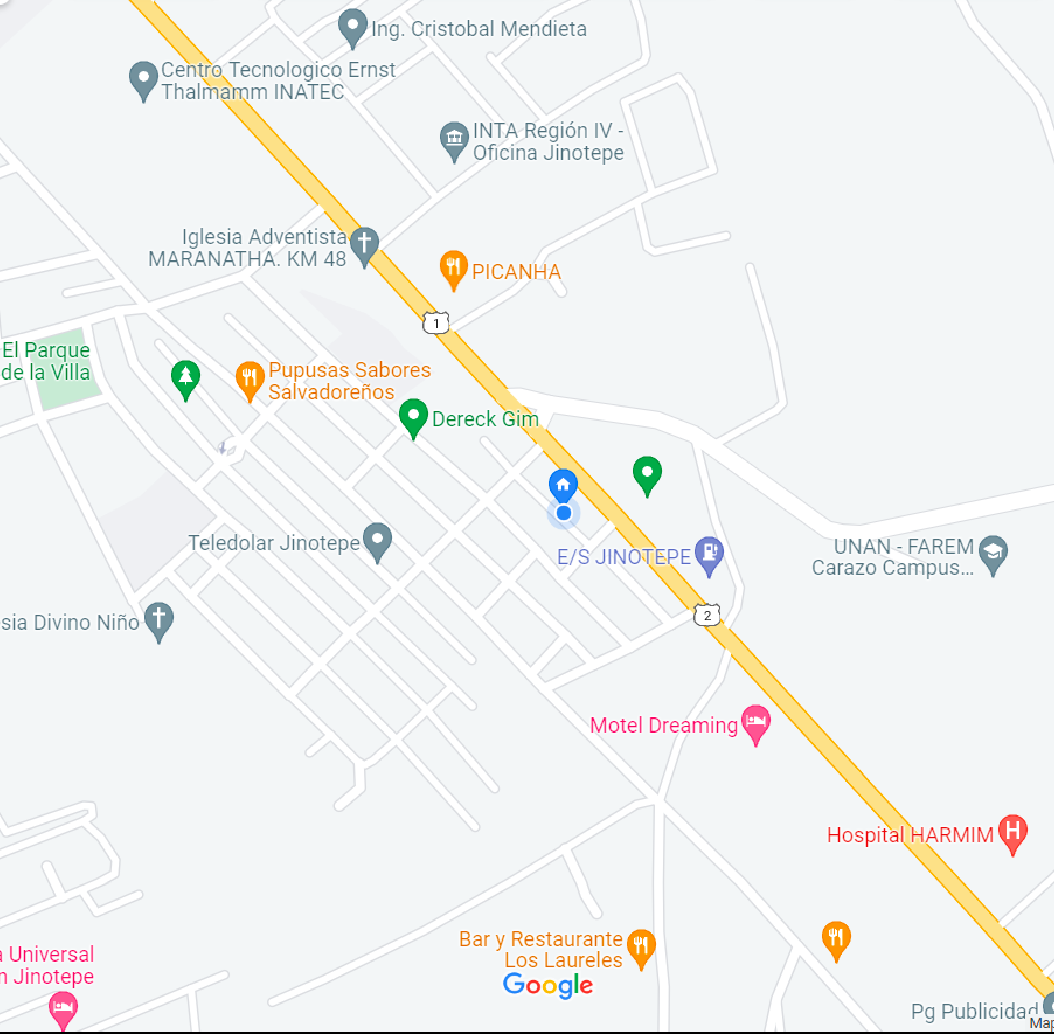 Ing. Cristobal Mendieta
Centro Tecnologico Ernst
Thalmamm INATEC
INTA Región IV -
Oficina Jinotepe
Iglesia Adventista
MARANATHA. KM 48
PICANHA
1
El Parque
de la Villa
Pupusas Sabores
Salvadoreños
Dereck Gim
Teledolar Jinotepe
E/S JINOTEPE
UNAN - FAREM
Carazo Campus...
sia Divino Niño
2
Motel Dreaming
Hospital HARMIM
H
Bar y Restaurante
Los Laureles
a Universal
n Jinotepe
Google
Pg Publicidad
Map